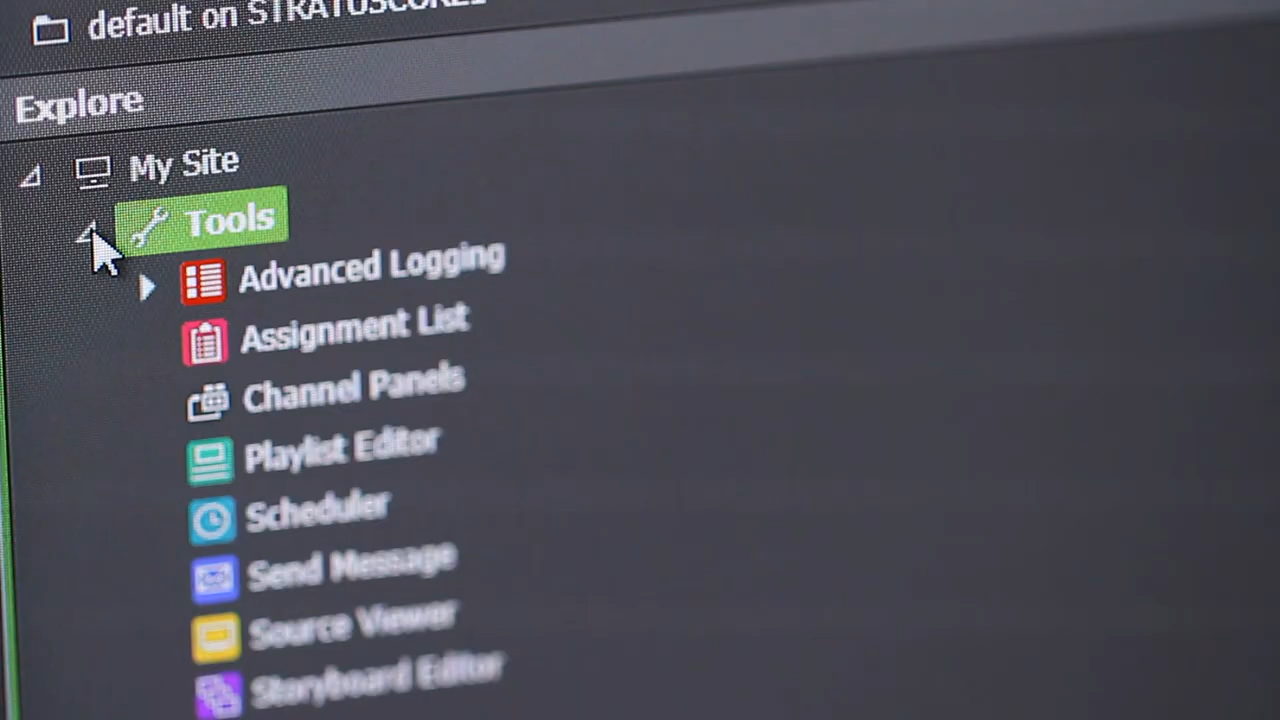 default on STRATUSCORE1
Explore
My Site
Tools
Advanced Logging
Assignment List
Channel Panels
Playlist Editor
Scheduler
Send Message
Source Viewer
Storyboard Editor